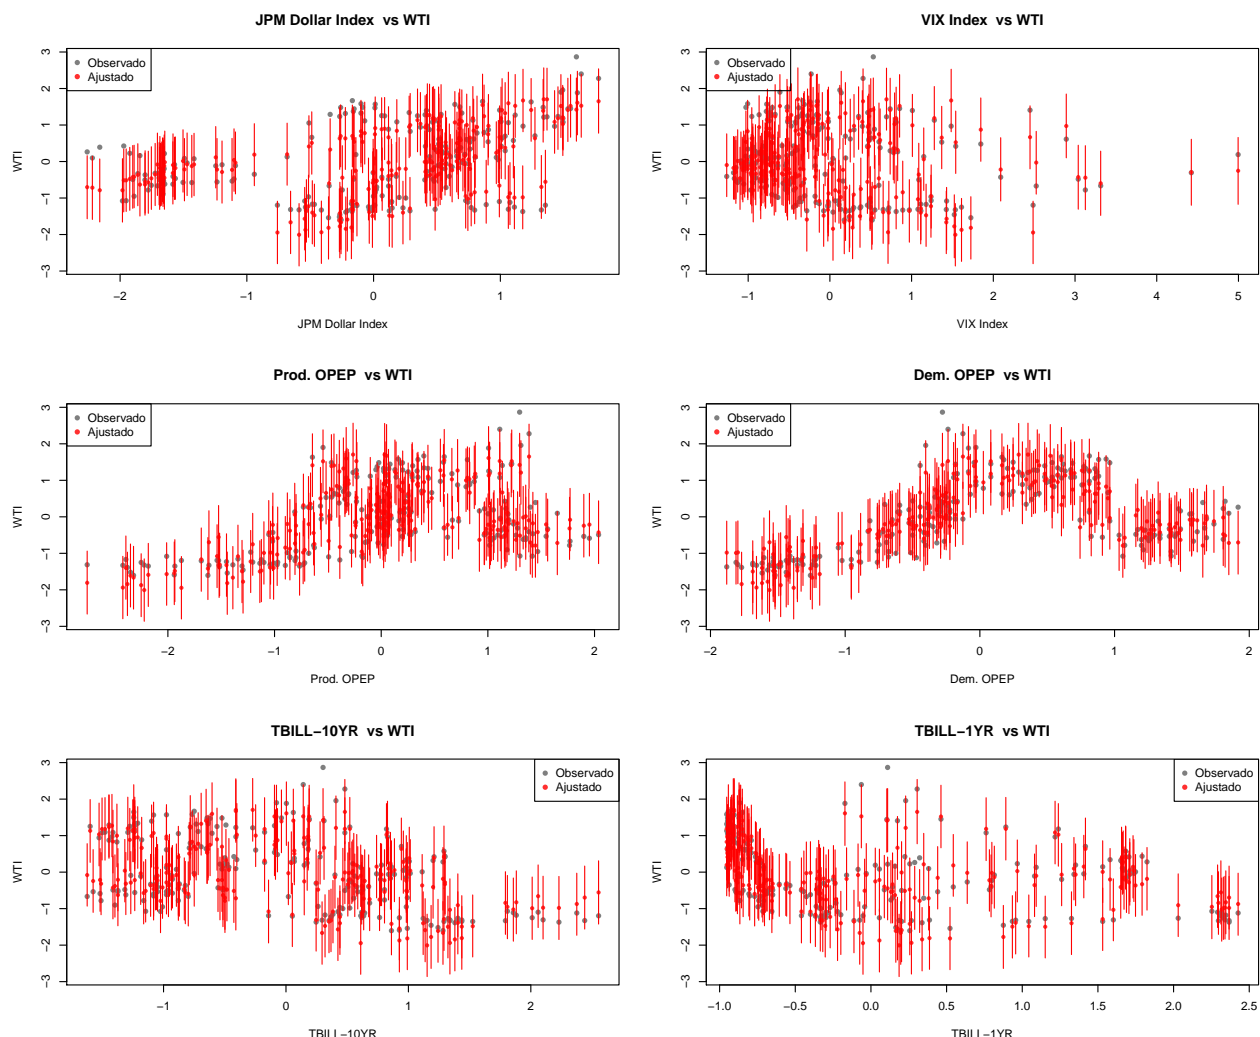 JPM Dollar Index  vs WTI
Observado
Ajustado
3
2
1
0
−1
−2
−3
WTI
−2
−1
0
1
JPM Dollar Index
VIX Index  vs WTI
Observado
Ajustado
3
2
1
0
−1
−2
−3
WTI
−1
0
1
2
3
4
5
VIX Index
Prod. OPEP  vs WTI
Observado
Ajustado
3
2
1
0
−1
−2
−3
WTI
−2
−1
0
1
2
Prod. OPEP
Dem. OPEP  vs WTI
Observado
Ajustado
3
2
1
0
−1
−2
−3
WTI
−2
−1
0
1
2
Dem. OPEP
TBILL−10YR  vs WTI
Observado
Ajustado
3
2
1
0
−1
−2
−3
WTI
−1
0
1
2
TBILL−10YR
TBILL−1YR  vs WTI
Observado
Ajustado
3
2
1
0
−1
−2
−3
WTI
−1.0
−0.5
0.0
0.5
1.0
1.5
2.0
2.5
TBILL−1YR